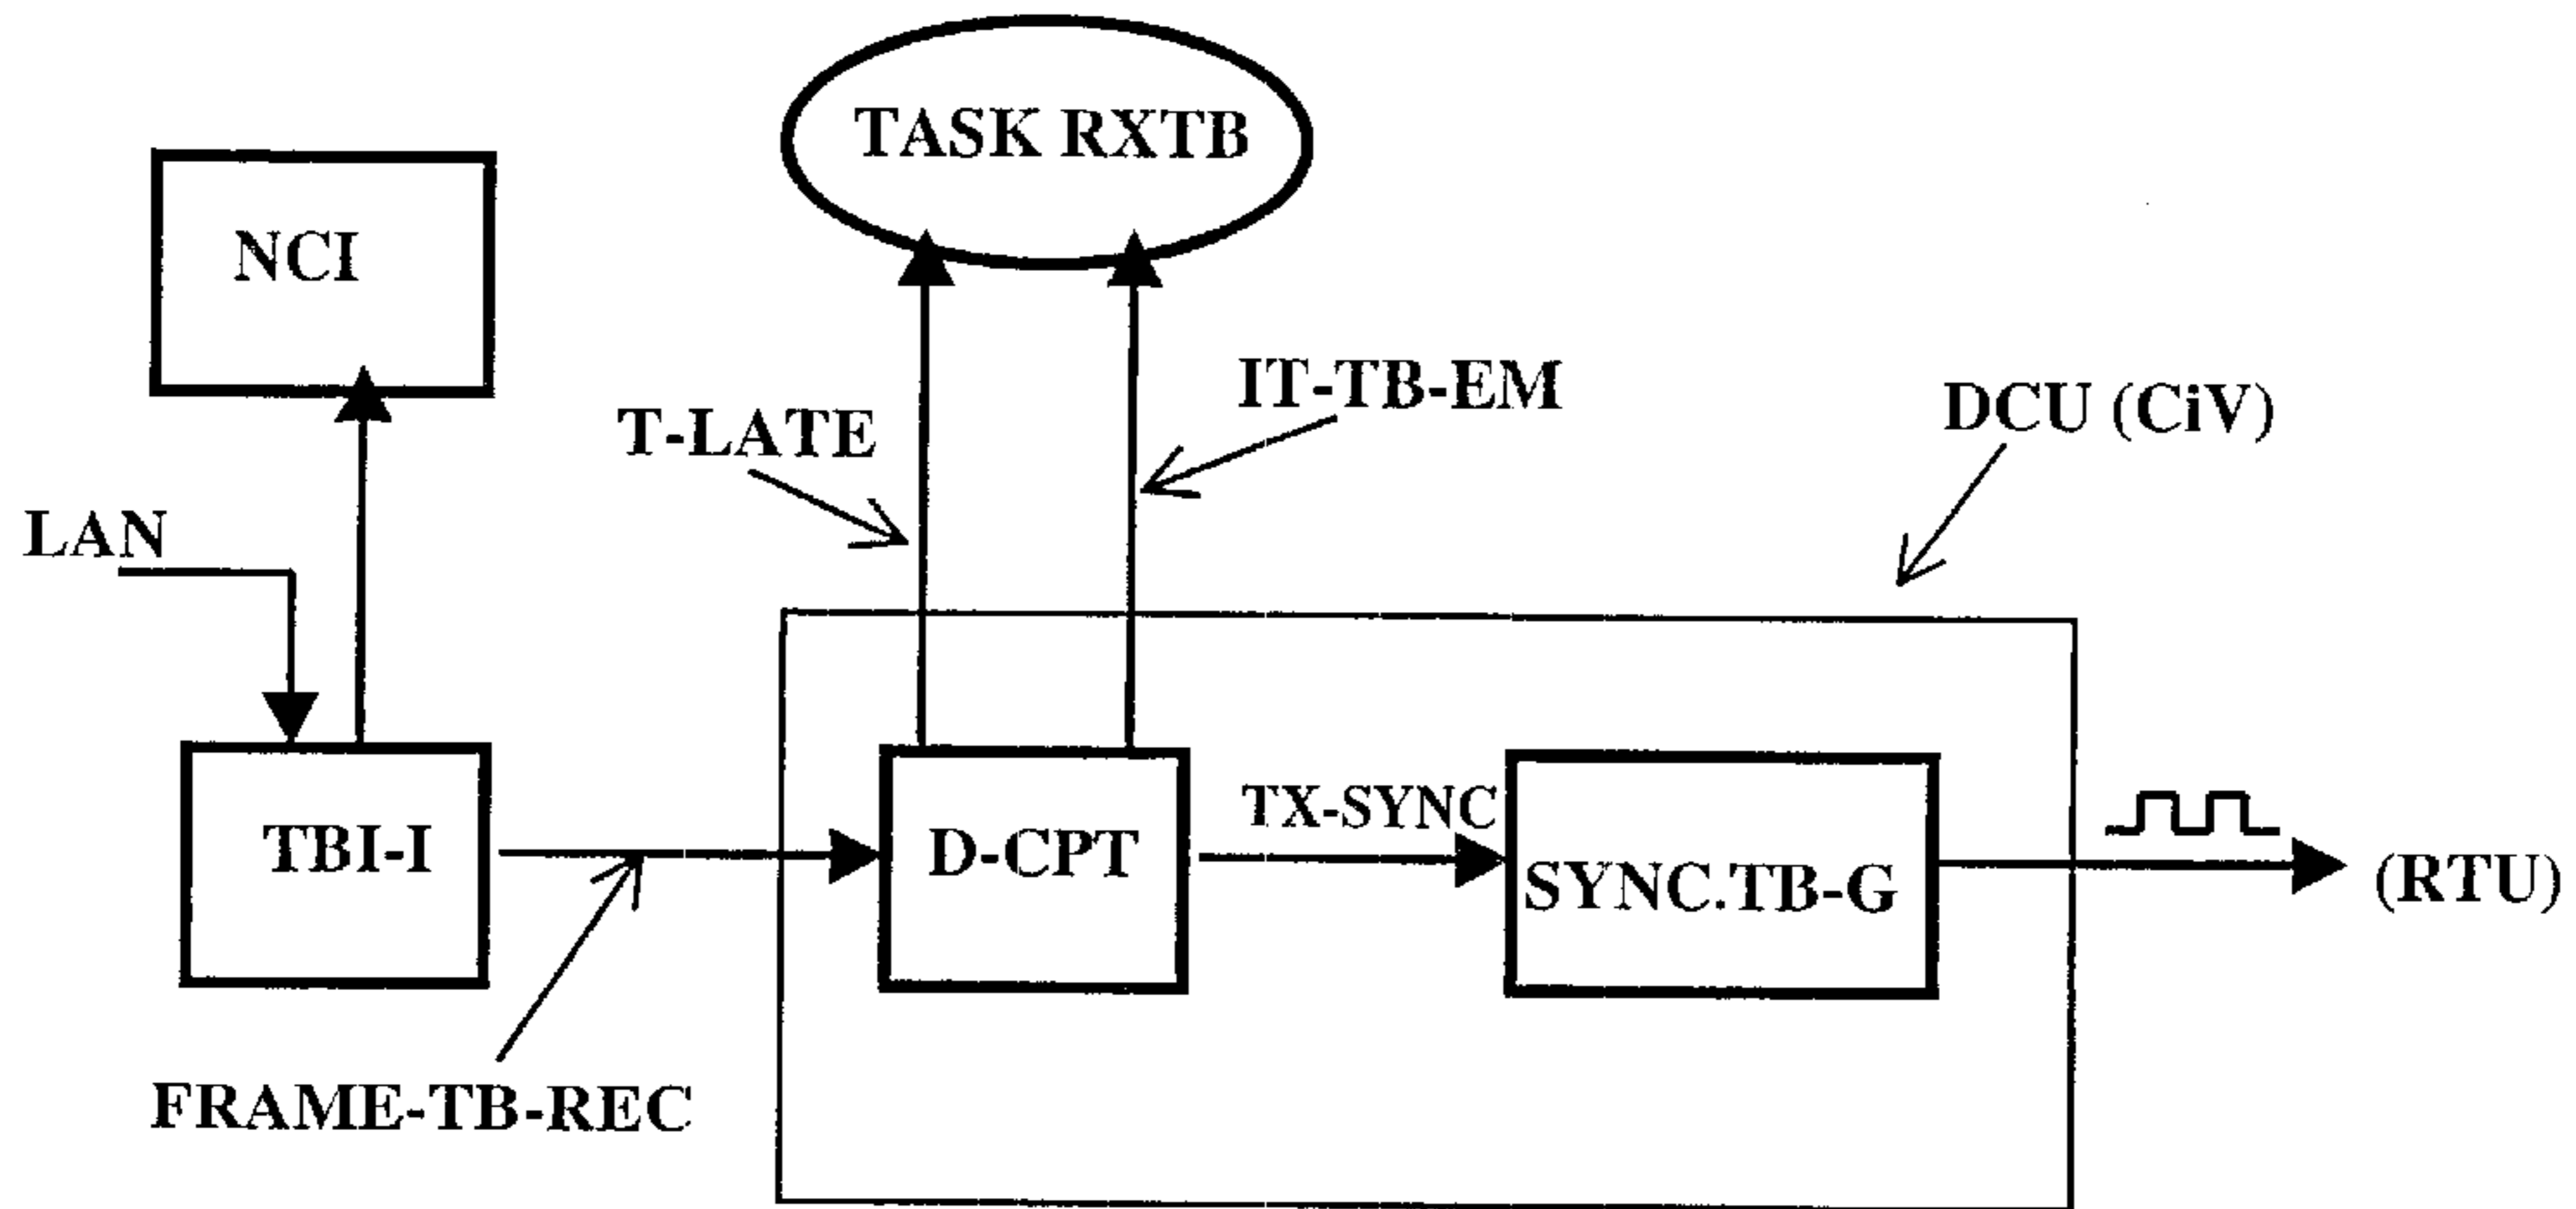 TASK RXTB
NCI
IT-TB-EM
DCU (CiV)
T-LATE
LAN
TX-SYNC
TBI-I
D-CPT
SYNC.TB-G
(RTU)
FRAME-TB-REC